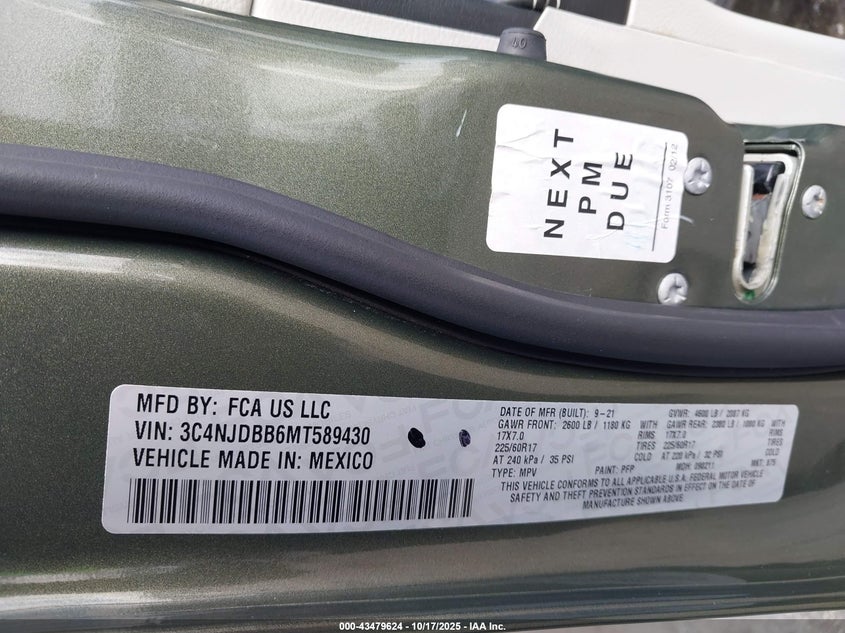 40
NEXT
PM
DUE
Form 3107 02-12
MFD BY: FCA US LLC
VIN: 3C4NJDBB6MT589430
VEHICLE MADE IN: MEXICO
DATE OF MFR (BUILT): 9-21 GVWR: 4600 LB / 2087 KG
GAWR FRONT: 2600 LB / 1180 KG GAWR REAR: 2380 LB / 1080 KG
17X7.0 RIMS 17X7.0 RIMS
225/60R17 225/60R17
AT 240 kPa / 35 PSI COLD AT 220 kPa / 32 PSI COLD
TYPE: MPV PAINT: PFP MDH: 090211 MKT: 675
THIS VEHICLE CONFORMS TO ALL APPLICABLE U.S.A. FEDERAL MOTOR VEHICLE
SAFETY AND THEFT PREVENTION STANDARDS IN EFFECT ON THE DATE OF
MANUFACTURE SHOWN ABOVE.
000-43479624 - 10/17/2025 - IAA Inc.